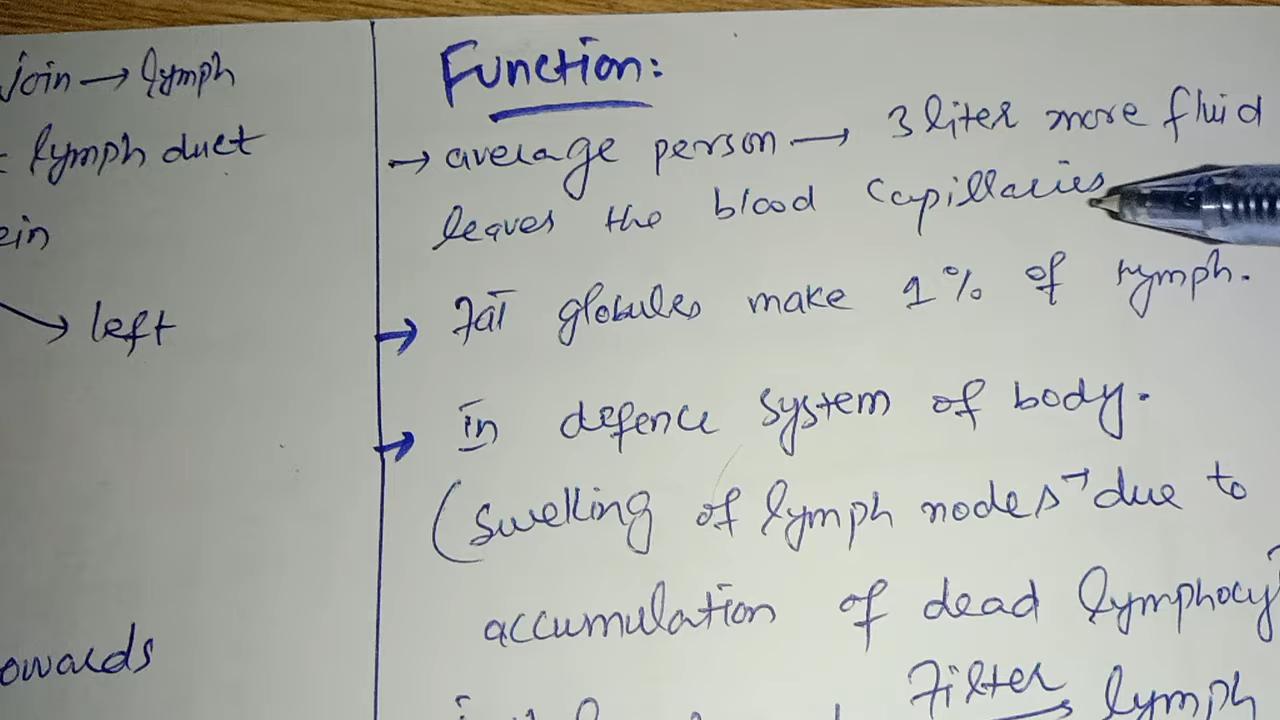 join → lymph
lymph duct
ein
→ left
owards
Function:
→ average person → 3 liter more fluid
leaves the blood capillaries
→ Fat globules make 1% of lymph.
→ in defence system of body.
(swelling of lymph nodes → due to
accumulation of dead lymphocy
Filter
lymph